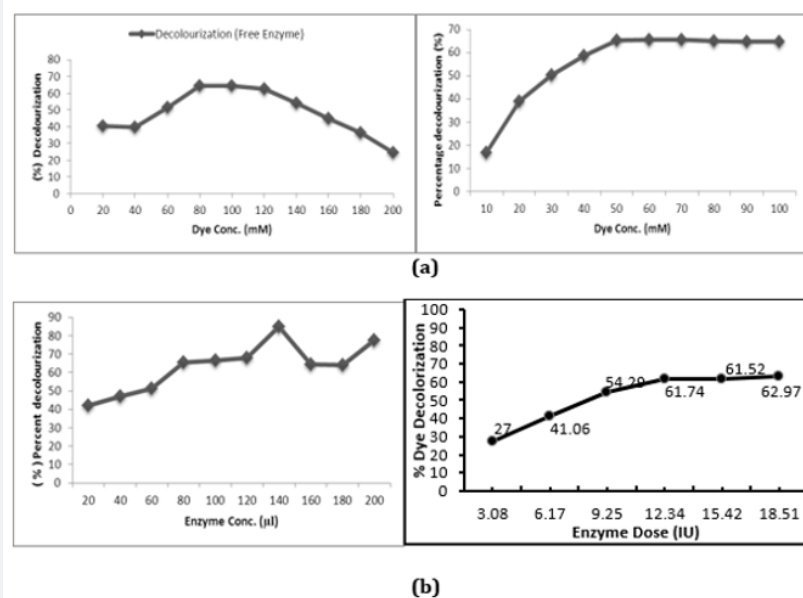 Decolourization (Free Enzyme)
(%) Decolourization
80
70
60
50
40
30
20
10
0
0 20 40 60 80 100 120 140 160 180 200
Dye Conc. (mM)
Percentage decolourization (%)
70
60
50
40
30
20
10
0
10 20 30 40 50 60 70 80 90 100
Dye Conc. (mM)
(a)
( % ) Percent decolourization
90
80
70
60
50
40
30
20
10
0
20 40 60 80 100 120 140 160 180 200
Enzyme Conc. (µl)
% Dye Decolorization
100
90
80
70
60
50
40
30
20
10
0
27
41.06
54.29
61.74
61.52
62.97
3.08 6.17 9.25 12.34 15.42 18.51
Enzyme Dose (IU)
(b)